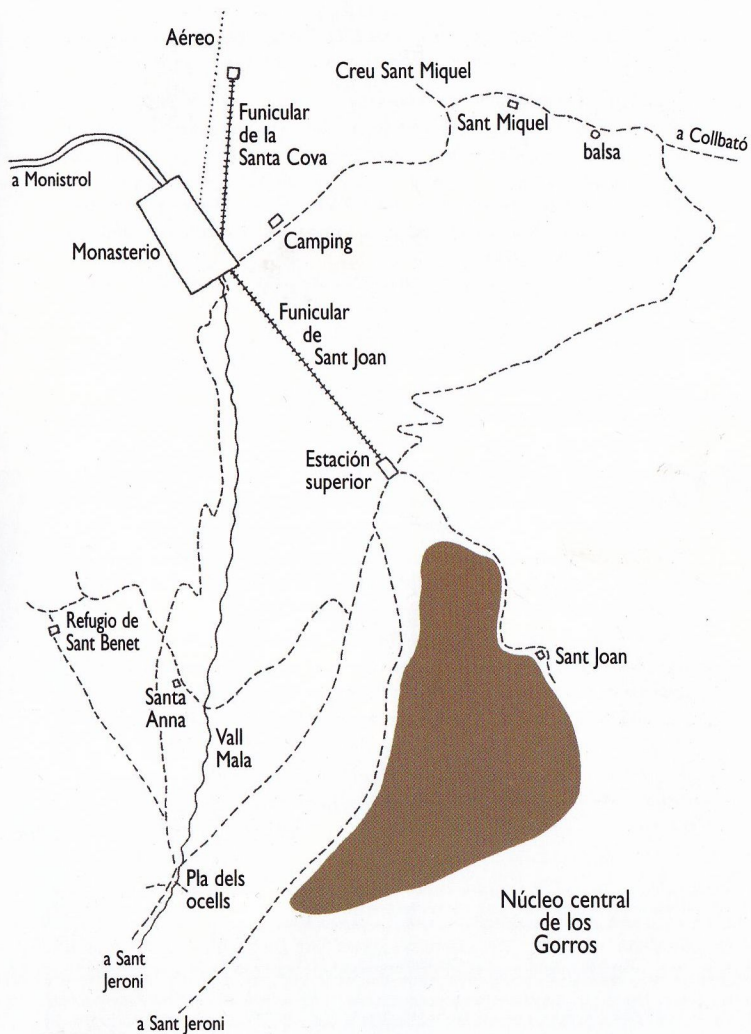 Aéreo
Creu Sant Miquel
Funicular
de la
Santa Cova
Sant Miquel
balsa
a Collbató
a Monistrol
Monasterio
Camping
Funicular
de
Sant Joan
Estación
superior
Refugio de
Sant Benet
Sant Joan
Santa
Anna
Vall
Mala
Pla dels
ocells
Núcleo central
de los
Gorros
a Sant
Jeroni
a Sant Jeroni